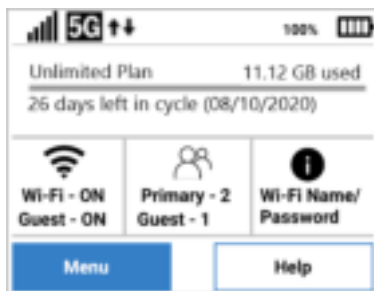 5G 100%
Unlimited Plan 11.12 GB used
26 days left in cycle (08/10/2020)
Wi-Fi - ON Primary - 2 Wi-Fi Name/
Guest - ON Guest - 1 Password
Menu Help